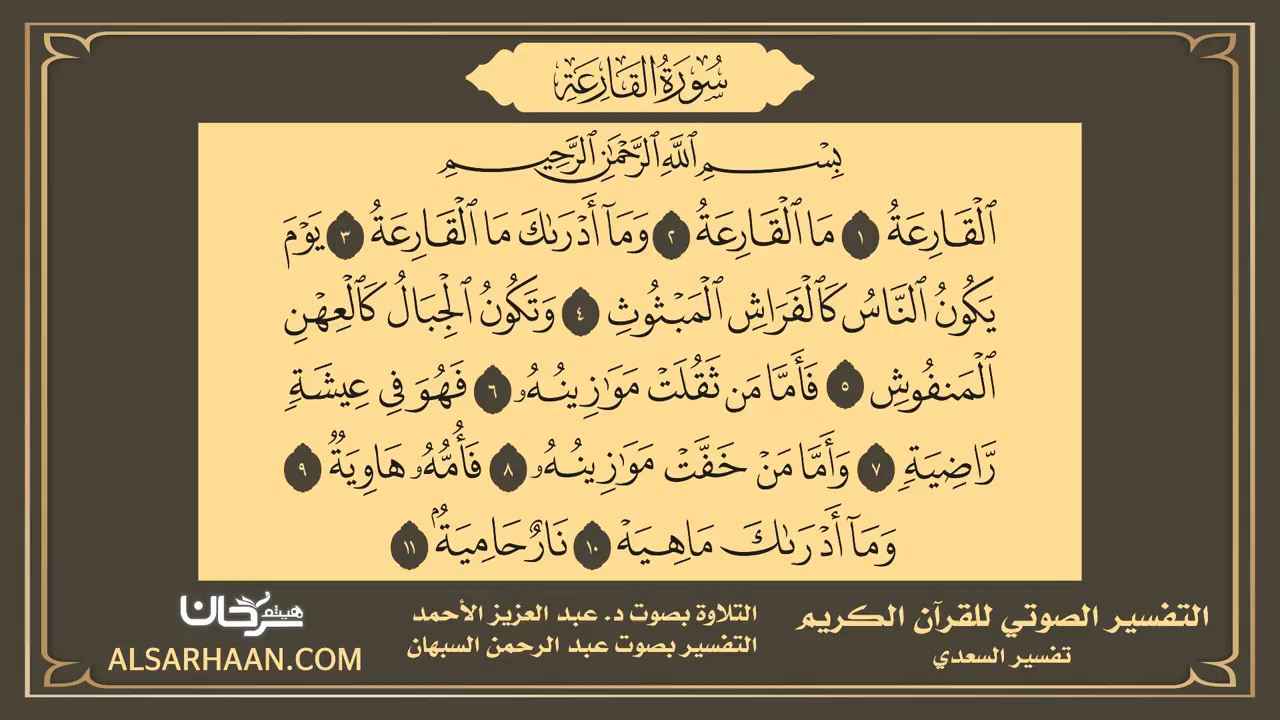 سُورَةُ القَارِعَةِ
بِسْمِ اللَّهِ الرَّحْمَٰنِ الرَّحِيمِ
ٱلْقَارِعَةُ ١ مَا ٱلْقَارِعَةُ ٢ وَمَآ أَدْرَىٰكَ مَا ٱلْقَارِعَةُ ٣ يَوْمَ
يَكُونُ ٱلنَّاسُ كَٱلْفَرَاشِ ٱلْمَبْثُوثِ ٤ وَتَكُونُ ٱلْجِبَالُ كَٱلْعِهْنِ
ٱلْمَنفُوشِ ٥ فَأَمَّا مَن ثَقُلَتْ مَوَٰزِينُهُۥ ٦ فَهُوَ فِى عِيشَةٍ
رَّاضِيَةٍ ٧ وَأَمَّا مَنْ خَفَّتْ مَوَٰزِينُهُۥ ٨ فَأُمُّهُۥ هَاوِيَةٌ ٩
وَمَآ أَدْرَىٰكَ مَا هِيَهْ ١٠ نَارٌ حَامِيَةٌۢ ١١
التفسير الصوتي للقرآن الكريم
تفسير السعدي
التلاوة بصوت د. عبد العزيز الأحمد
التفسير بصوت عبد الرحمن السبهان
هيثم سرحان
ALSARHAAN.COM